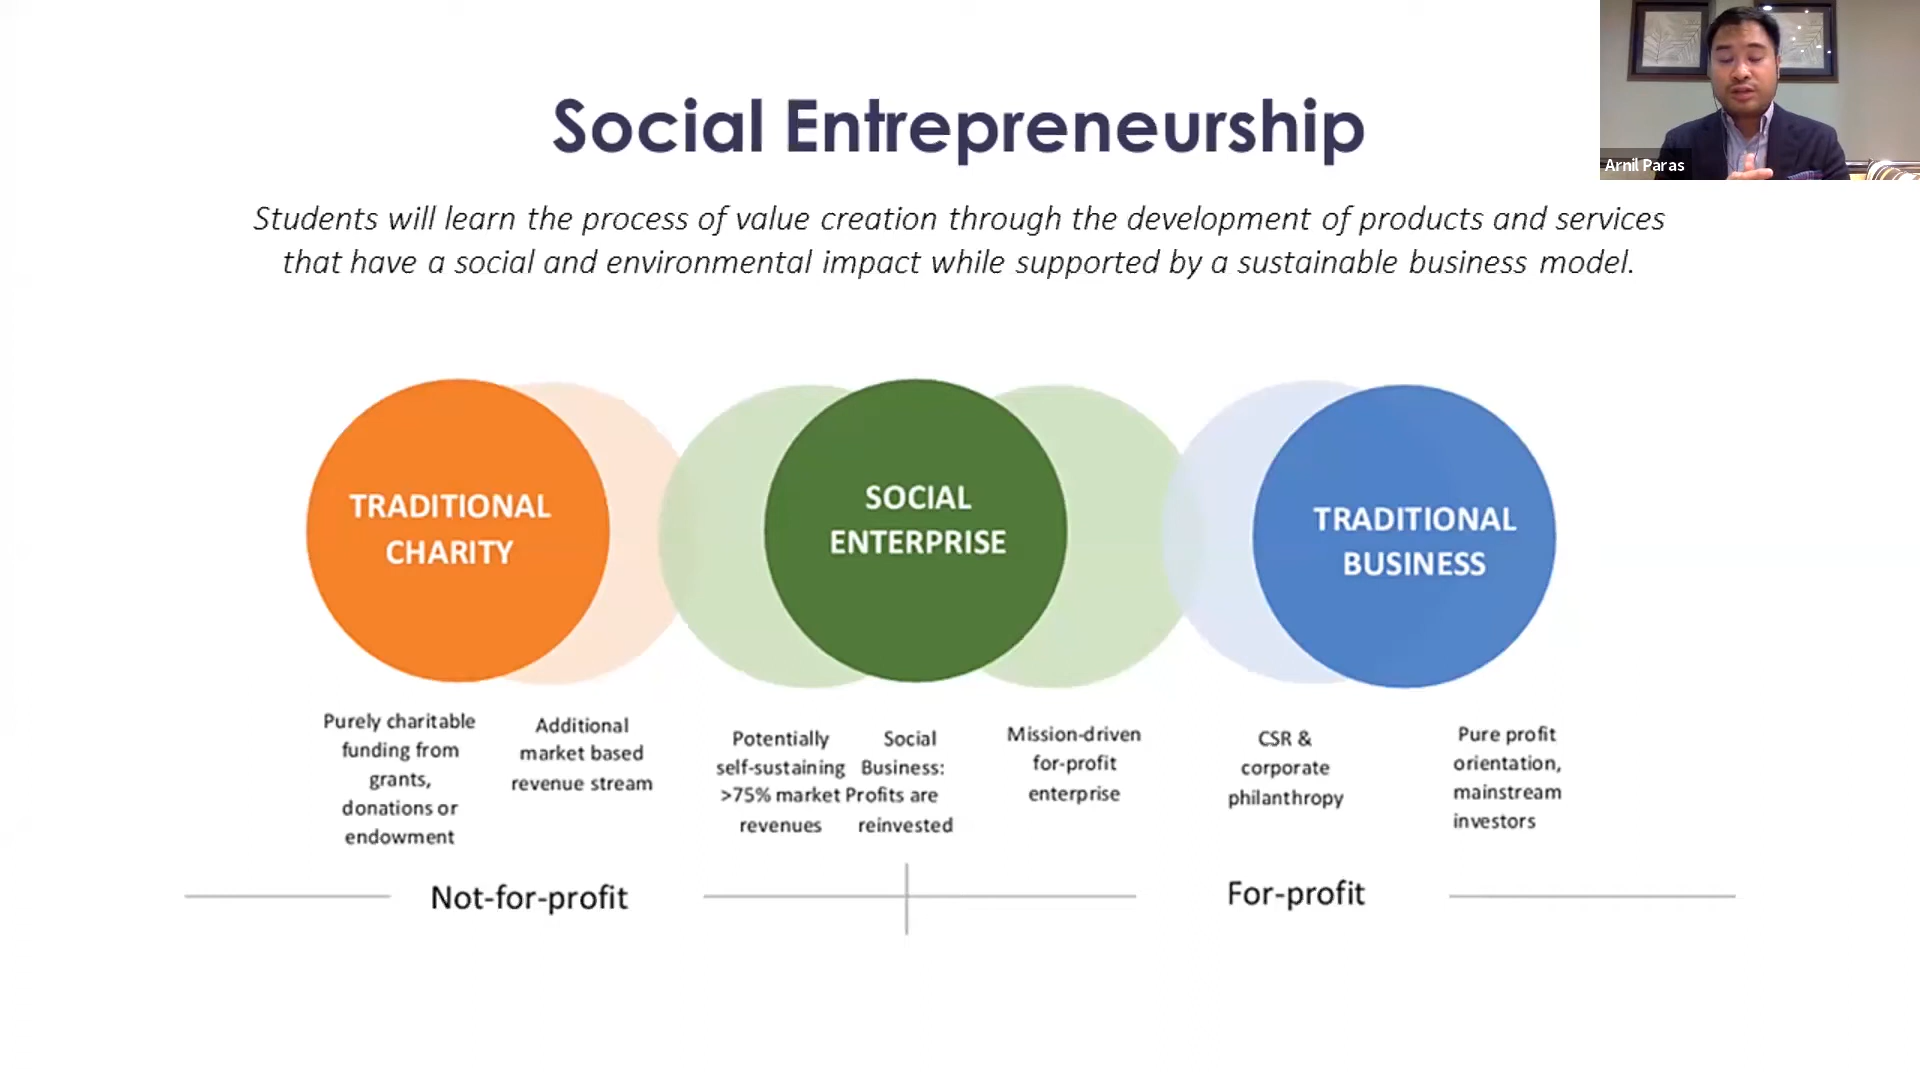 Social Entrepreneurship
Arnil Paras
Students will learn the process of value creation through the development of products and services
that have a social and environmental impact while supported by a sustainable business model.
TRADITIONAL
CHARITY
SOCIAL
ENTERPRISE
TRADITIONAL
BUSINESS
Purely charitable
funding from
grants,
donations or
endowment
Additional
market based
revenue stream
Potentially
self-sustaining
>75% market
revenues
Social
Business:
Profits are
reinvested
Mission-driven
for-profit
enterprise
CSR &
corporate
philanthropy
Pure profit
orientation,
mainstream
investors
Not-for-profit
For-profit